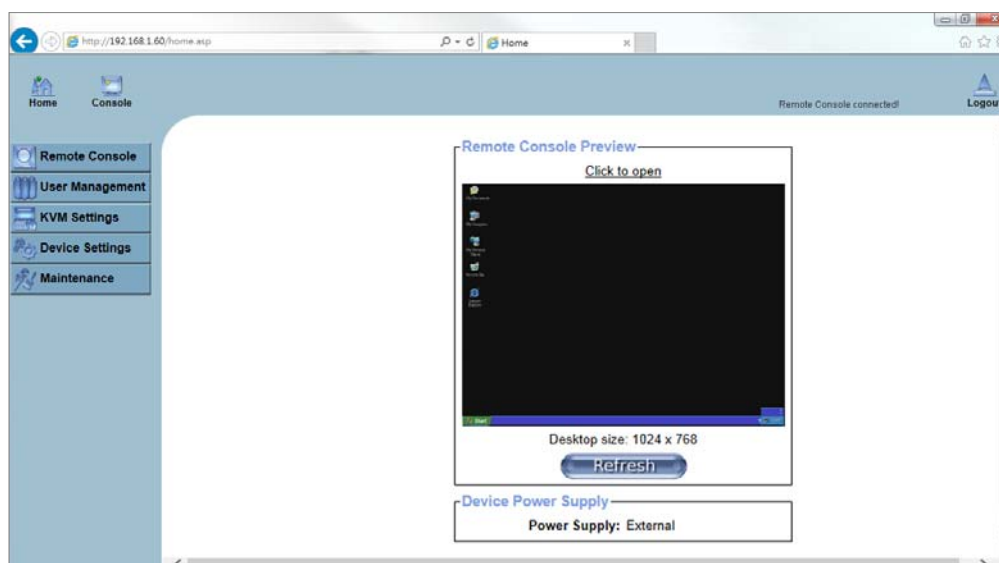 http://192.168.1.60/home.asp
Home
Home
Console
Remote Console connected!
Remote Console
User Management
KVM Settings
Device Settings
Maintenance
Remote Console Preview
Click to open
Start
Desktop size: 1024 x 768
Refresh
Device Power Supply
Power Supply: External